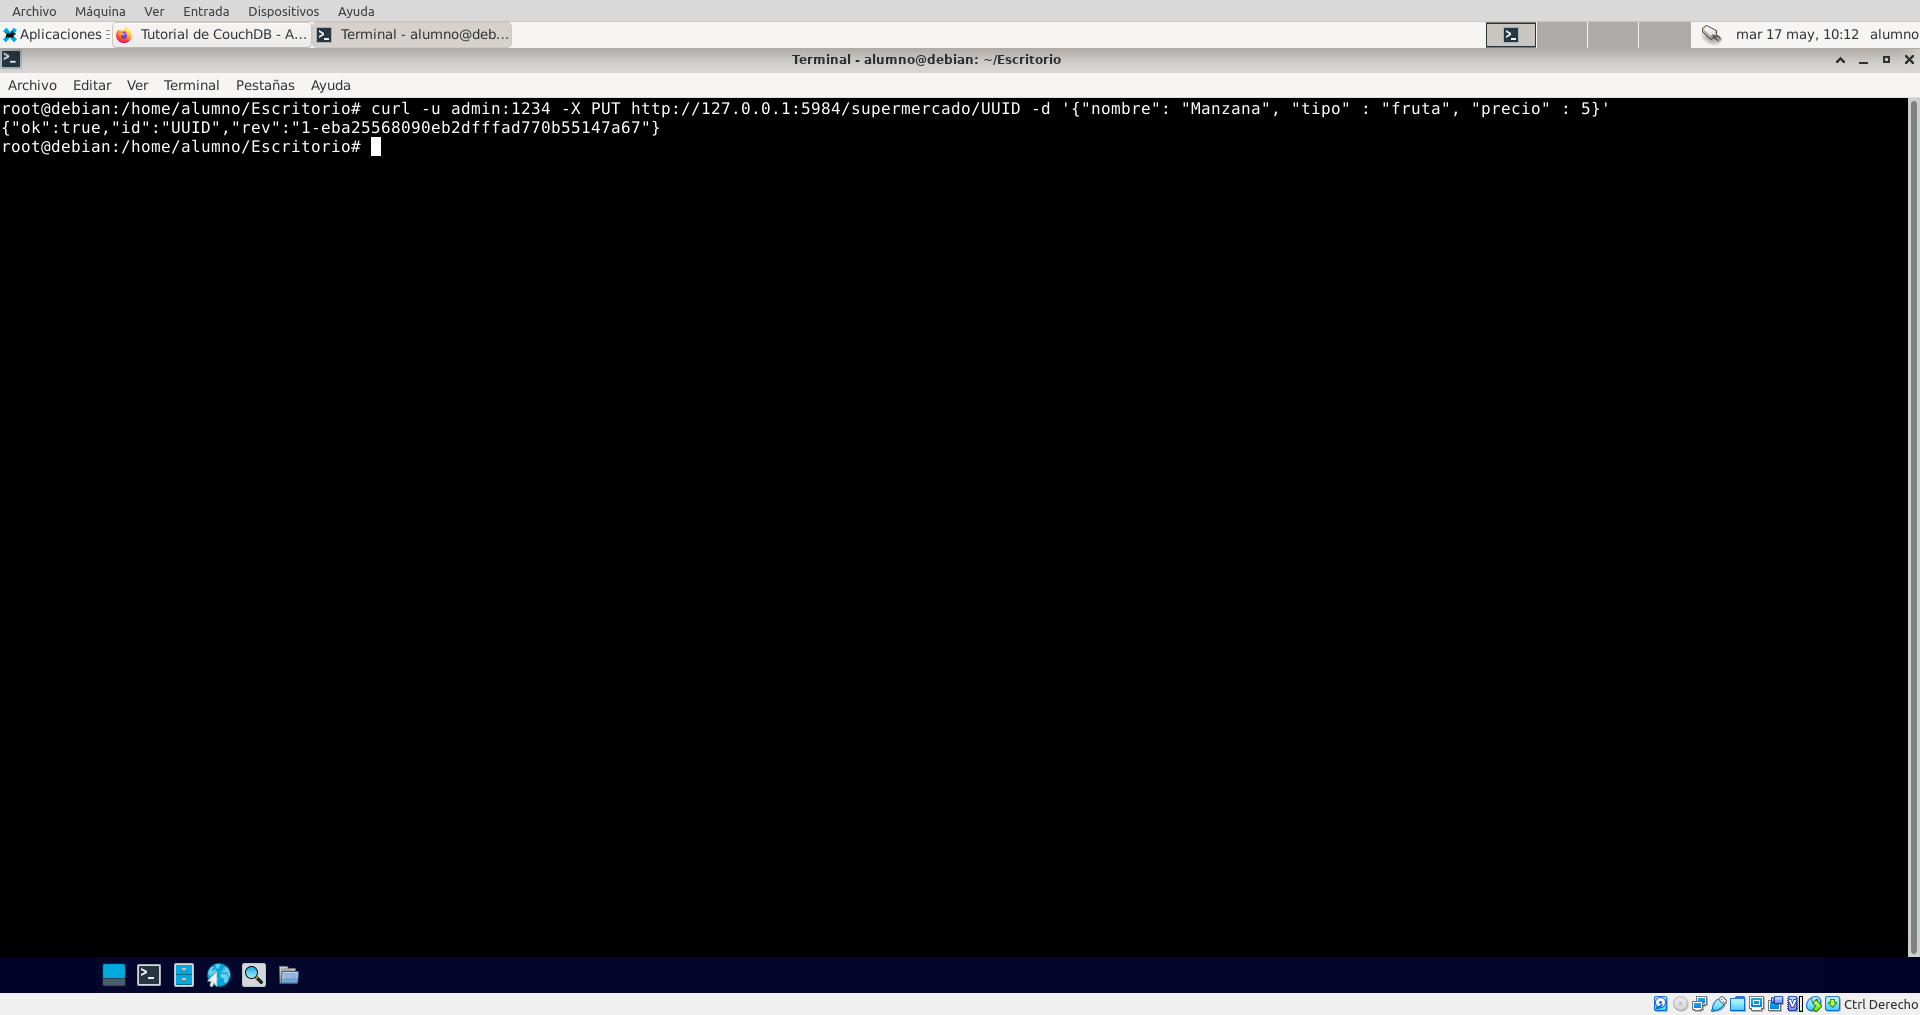 Archivo Máquina Ver Entrada Dispositivos Ayuda
Aplicaciones Tutorial de CouchDB - A... Terminal - alumno@deb... mar 17 may, 10:12 alumno
Terminal - alumno@debian: ~/Escritorio
Archivo Editar Ver Terminal Pestañas Ayuda
root@debian:/home/alumno/Escritorio# curl -u admin:1234 -X PUT http://127.0.0.1:5984/supermercado/UUID -d '{"nombre": "Manzana", "tipo" : "fruta", "precio" : 5}'
{"ok":true,"id":"UUID","rev":"1-eba25568090eb2dfffad770b55147a67"}
root@debian:/home/alumno/Escritorio#
Ctrl Derecho